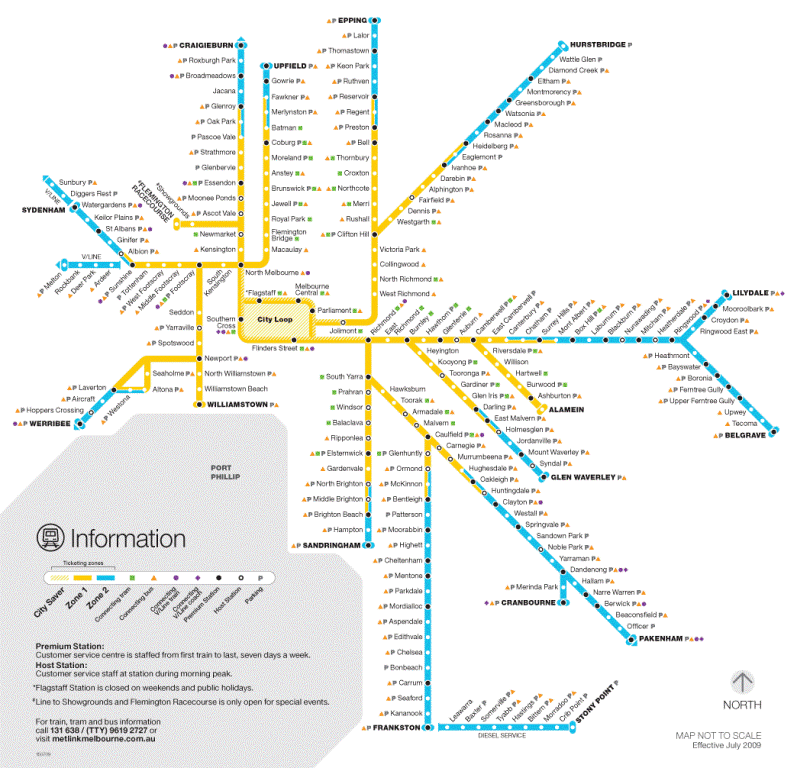 EPPING P
Lalor
Thomastown P
Keon Park P
Ruthven P
Reservoir P
Regent P
Preston P
Bell P
Thornbury
Croxton
Northcote
Merri
Rushall
Clifton Hill P
Victoria Park
Collingwood
North Richmond
West Richmond
Jolimont
HURSTBRIDGE P
Wattle Glen P
Diamond Creek P
Eltham P
Montmorency P
Greensborough P
Watsonia P
Macleod P
Rosanna P
Heidelberg P
Eaglemont P
Ivanhoe P
Darebin P
Alphington P
Fairfield P
Dennis P
Westgarth
CRAIGIEBURN P
Roxburgh Park P
Broadmeadows P
Jacana
Glenroy P
Oak Park P
Pascoe Vale P
Strathmore P
Glenbervie P
Essendon P
Moonee Ponds P
Ascot Vale P
Newmarket
Kensington
UPFIELD P
Gowrie P
Fawkner P
Merlynston P
Batman
Coburg P
Moreland P
Anstey
Brunswick P
Jewell P
Royal Park
Flemington
Bridge
Macaulay
North Melbourne
#Showgrounds
#FLEMINGTON
RACECOURSE
Sunbury P
Diggers Rest P
V/LINE
SYDENHAM
Watergardens P
Keilor Plains P
St Albans P
Ginifer P
Albion P
V/LINE
Melton P
Rockbank
Deer Park P
Ardeer
Sunshine P
Tottenham P
West Footscray P
Middle Footscray
Footscray P
South
Kensington
*Flagstaff
Melbourne
Central
Parliament
City Loop
Southern
Cross
Flinders Street
Seddon
Yarraville P
Spotswood P
Newport P
North Williamstown P
Williamstown Beach
WILLIAMSTOWN P
Seaholme P
Altona P
Westona P
Laverton P
Aircraft P
Hoppers Crossing P
WERRIBEE P
Richmond
East
Richmond
Burnley
Hawthorn P
Glenferrie
Auburn
Camberwell P
East Camberwell
Canterbury P
Chatham P
Surrey Hills P
Mont Albert P
Box Hill P
Laburnum P
Blackburn P
Nunawading P
Mitcham P
Heatherdale P
Ringwood P
LILYDALE P
Mooroolbark P
Croydon P
Ringwood East P
Heathmont P
Bayswater P
Boronia P
Ferntree Gully P
Upper Ferntree Gully P
Upwey
Tecoma
BELGRAVE P
Riversdale P
Willison
Hartwell
Burwood P
Ashburton P
ALAMEIN
Heyington
Kooyong P
Tooronga P
Gardiner P
Glen Iris P
Darling P
East Malvern P
Holmesglen P
Jordanville P
Mount Waverley P
Syndal P
GLEN WAVERLEY P
South Yarra
Prahran
Windsor
Balaclava
Ripponlea
Elsternwick P
Gardenvale
North Brighton P
Middle Brighton P
Brighton Beach P
Hampton P
SANDRINGHAM P
Hawksburn
Toorak
Armadale
Malvern
Caulfield P
Carnegie P
Murrumbeena P
Hughesdale P
Oakleigh P
Huntingdale P
Clayton P
Westall P
Springvale P
Sandown Park P
Noble Park P
Yarraman P
Dandenong P
Hallam P
Narre Warren P
Berwick P
Beaconsfield P
Officer P
PAKENHAM P
Merinda Park P
CRANBOURNE P
Glenhuntly P
Ormond P
McKinnon P
Bentleigh P
Patterson P
Moorabbin P
Highett P
Cheltenham P
Mentone P
Parkdale P
Mordialloc P
Aspendale P
Edithvale P
Chelsea P
Bonbeach P
Carrum P
Seaford P
Kananook P
FRANKSTON P
Leawarra
Baxter P
Somerville P
Tyabb P
Hastings P
Bittern P
Morradoo P
Crib Point P
STONY POINT P
DIESEL SERVICE
PORT
PHILLIP
Information
Ticketing zones
City Saver
Zone 1
Zone 2
Connecting tram
Connecting bus
Connecting
V/Line train
Connecting
V/Line coach
Premium Station
Host Station
Parking
Premium Station:
Customer service centre is staffed from first train to last, seven days a week.
Host Station:
Customer service staff at station during morning peak.
*Flagstaff Station is closed on weekends and public holidays.
#Line to Showgrounds and Flemington Racecourse is only open for special events.
For train, tram and bus information
call 131 638 / (TTY) 9619 2727 or
visit metlinkmelbourne.com.au
NORTH
MAP NOT TO SCALE
Effective July 2009